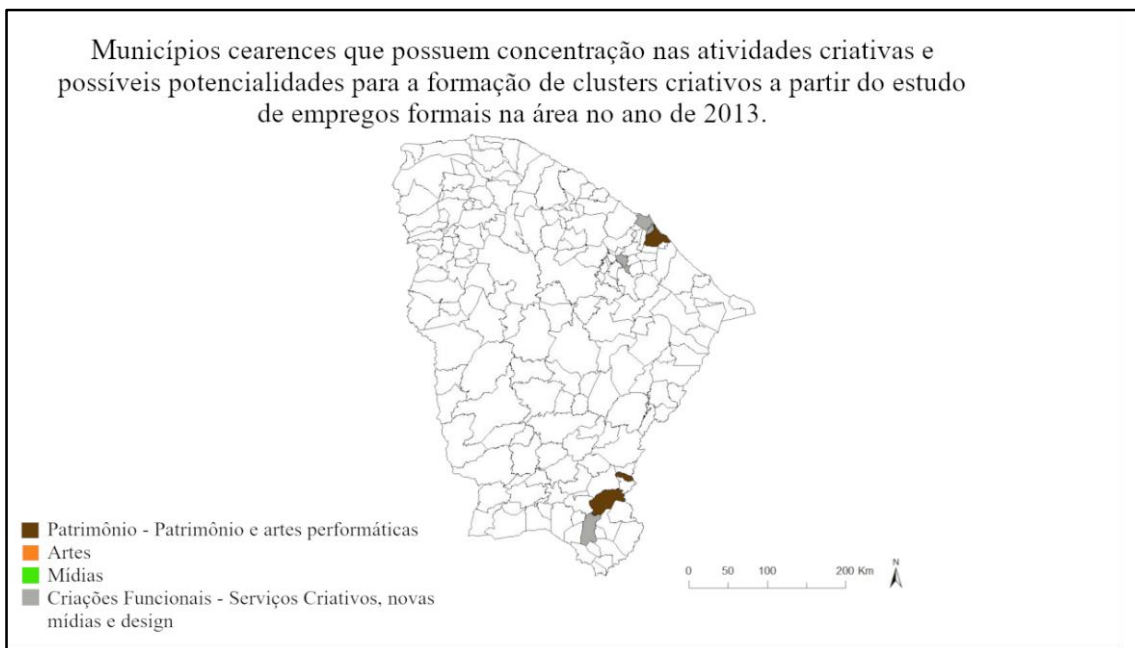 Municípios cearences que possuem concentração nas atividades criativas e
possíveis potencialidades para a formação de clusters criativos a partir do estudo
de empregos formais na área no ano de 2013.
Patrimônio - Patrimônio e artes performáticas
Artes
Mídias
Criações Funcionais - Serviços Criativos, novas
mídias e design
0 50 100 200 Km
N